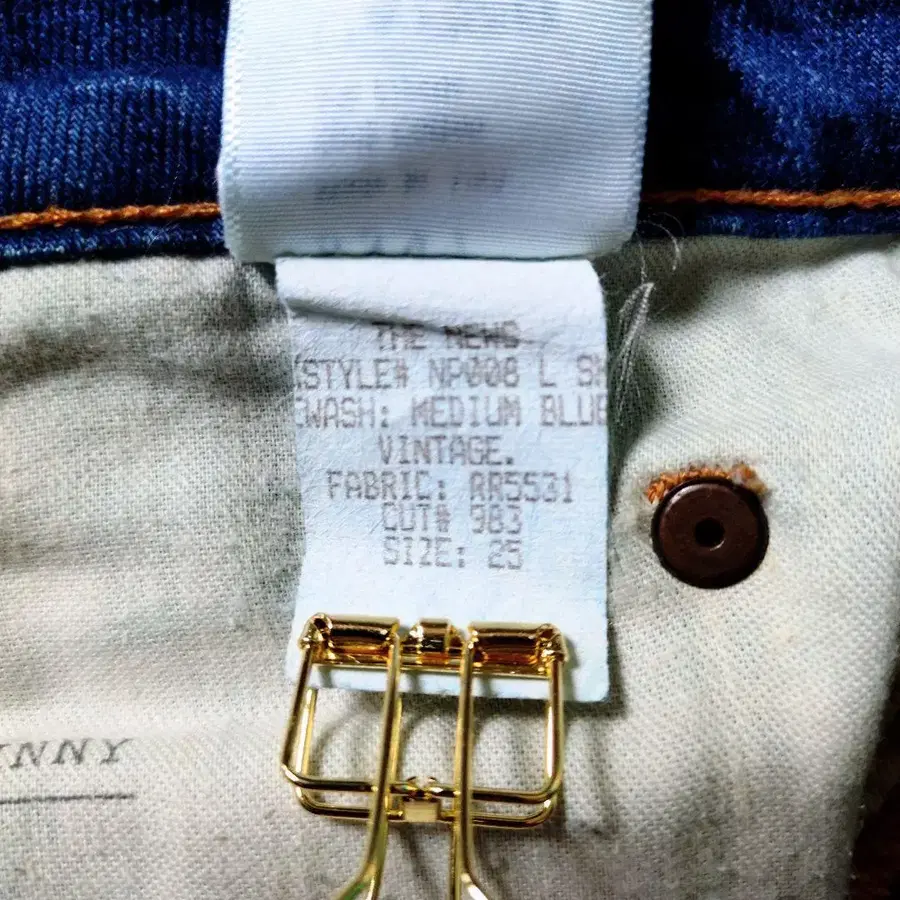 THE NEWS
STYLE# NP008 L SK
WASH: MEDIUM BLUE
VINTAGE.
FABRIC: RR5531
CUT# 983
SIZE: 25
NNY